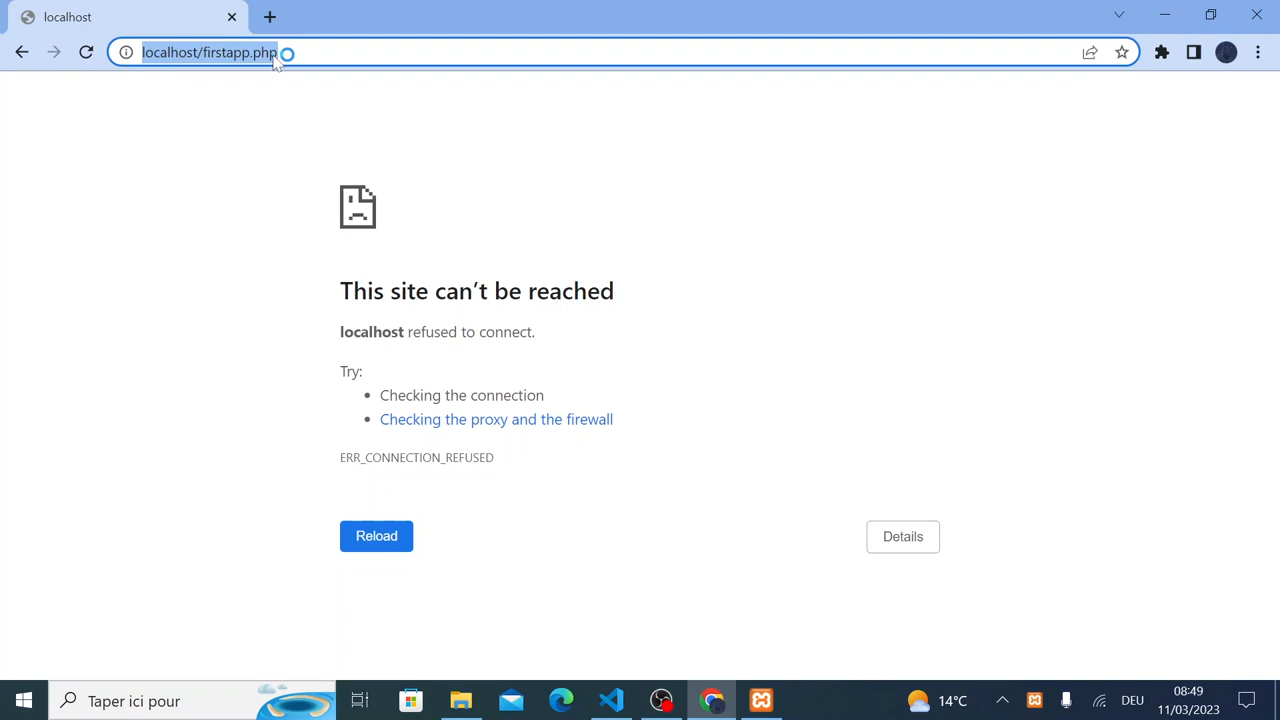 localhost
localhost/firstapp.php
This site can’t be reached
localhost refused to connect.
Try:
Checking the connection
Checking the proxy and the firewall
ERR_CONNECTION_REFUSED
Reload
Details
Taper ici pour
14°C
DEU
08:49
11/03/2023